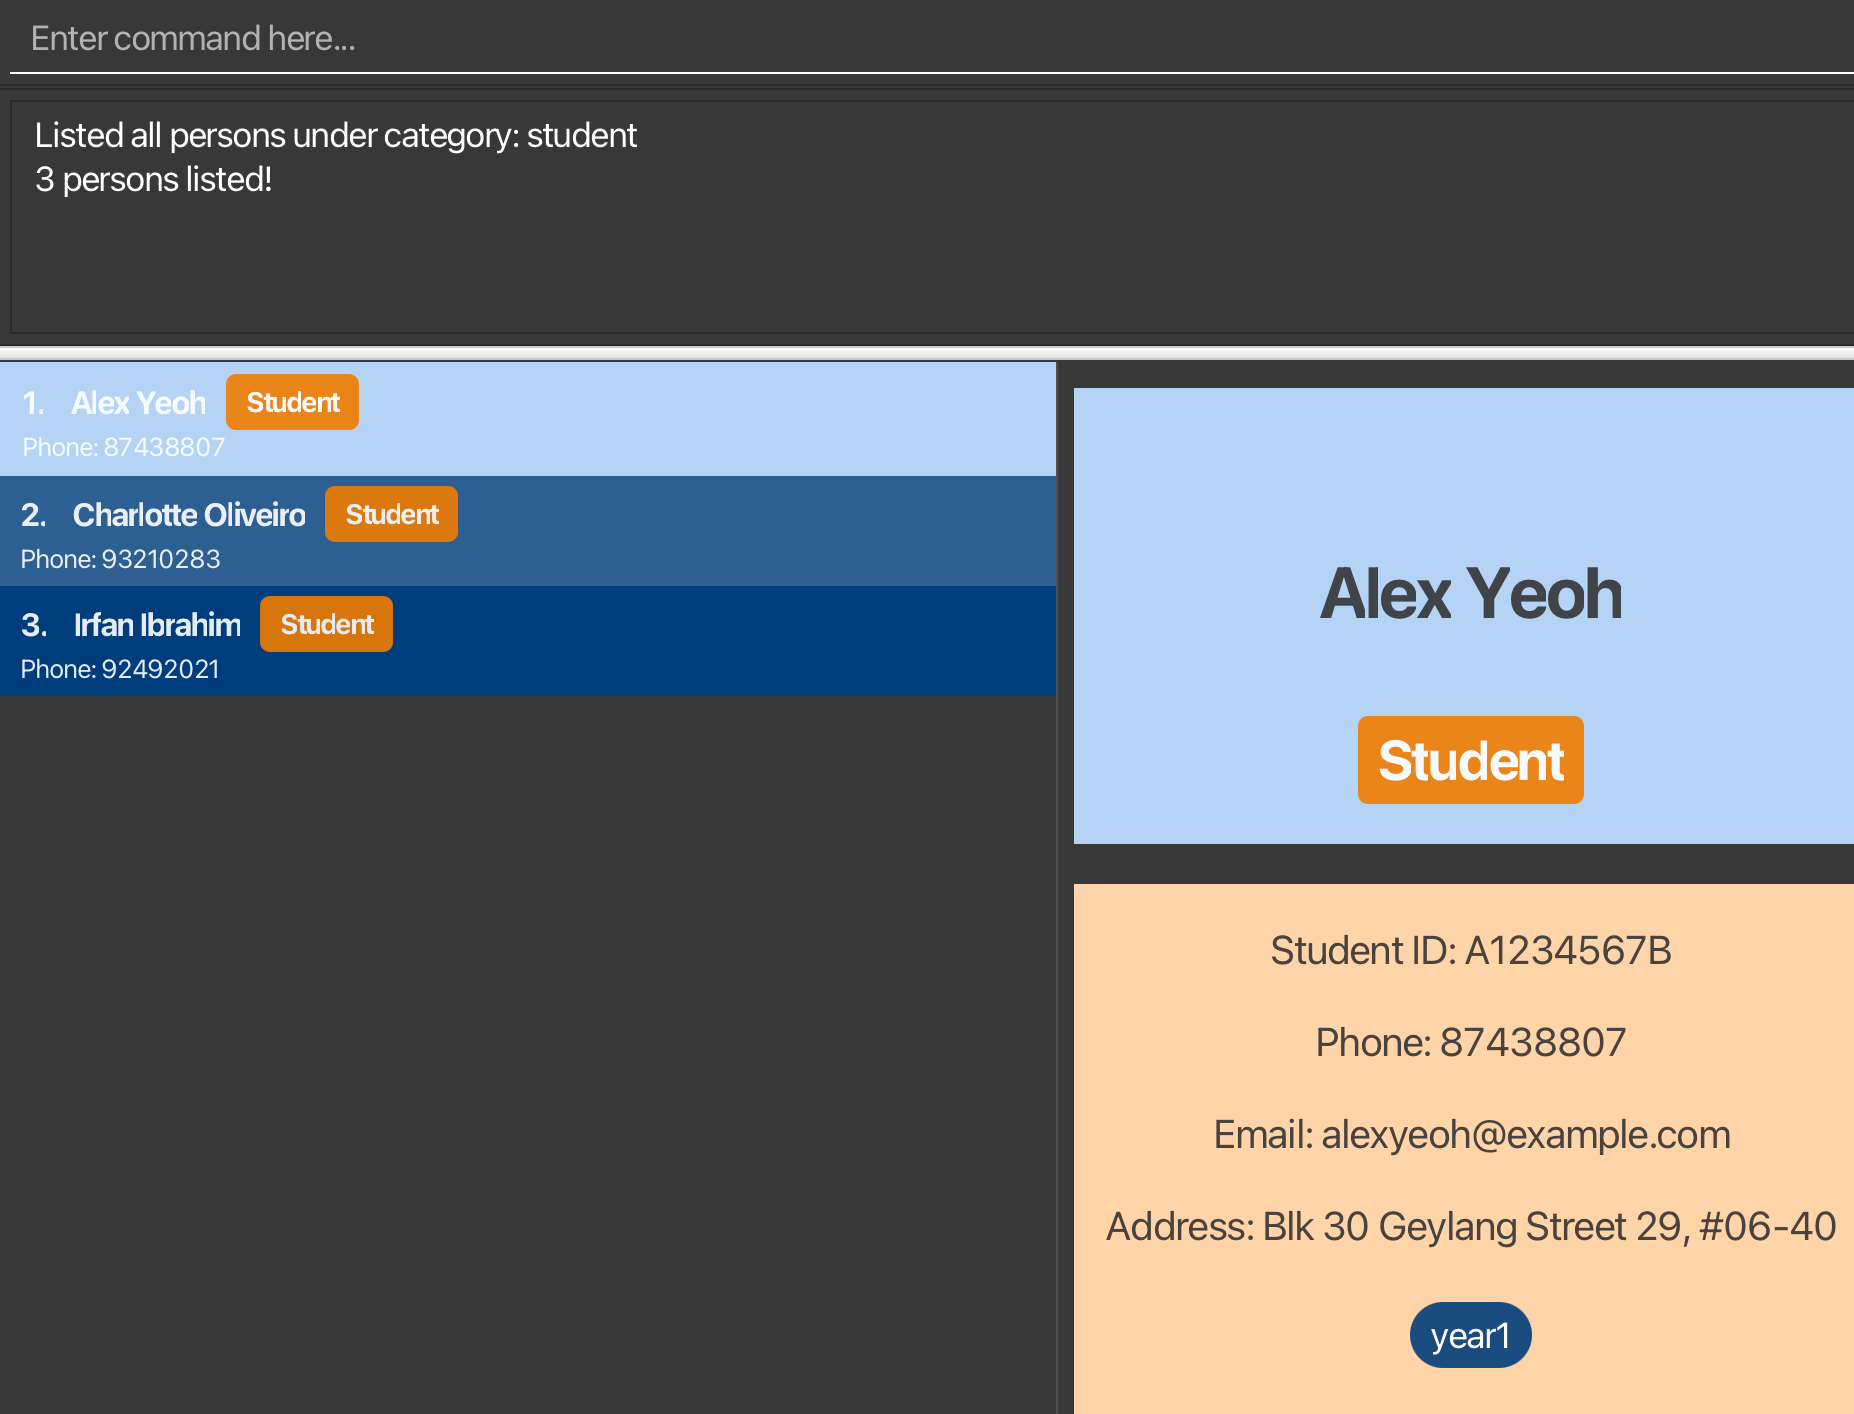 Enter command here...
Listed all persons under category: student
3 persons listed!
1. Alex Yeoh Student
Phone: 87438807
2. Charlotte Oliveiro Student
Phone: 93210283
3. Irfan Ibrahim Student
Phone: 92492021
Alex Yeoh
Student
Student ID: A1234567B
Phone: 87438807
Email: alexyeoh@example.com
Address: Blk 30 Geylang Street 29, #06-40
year1